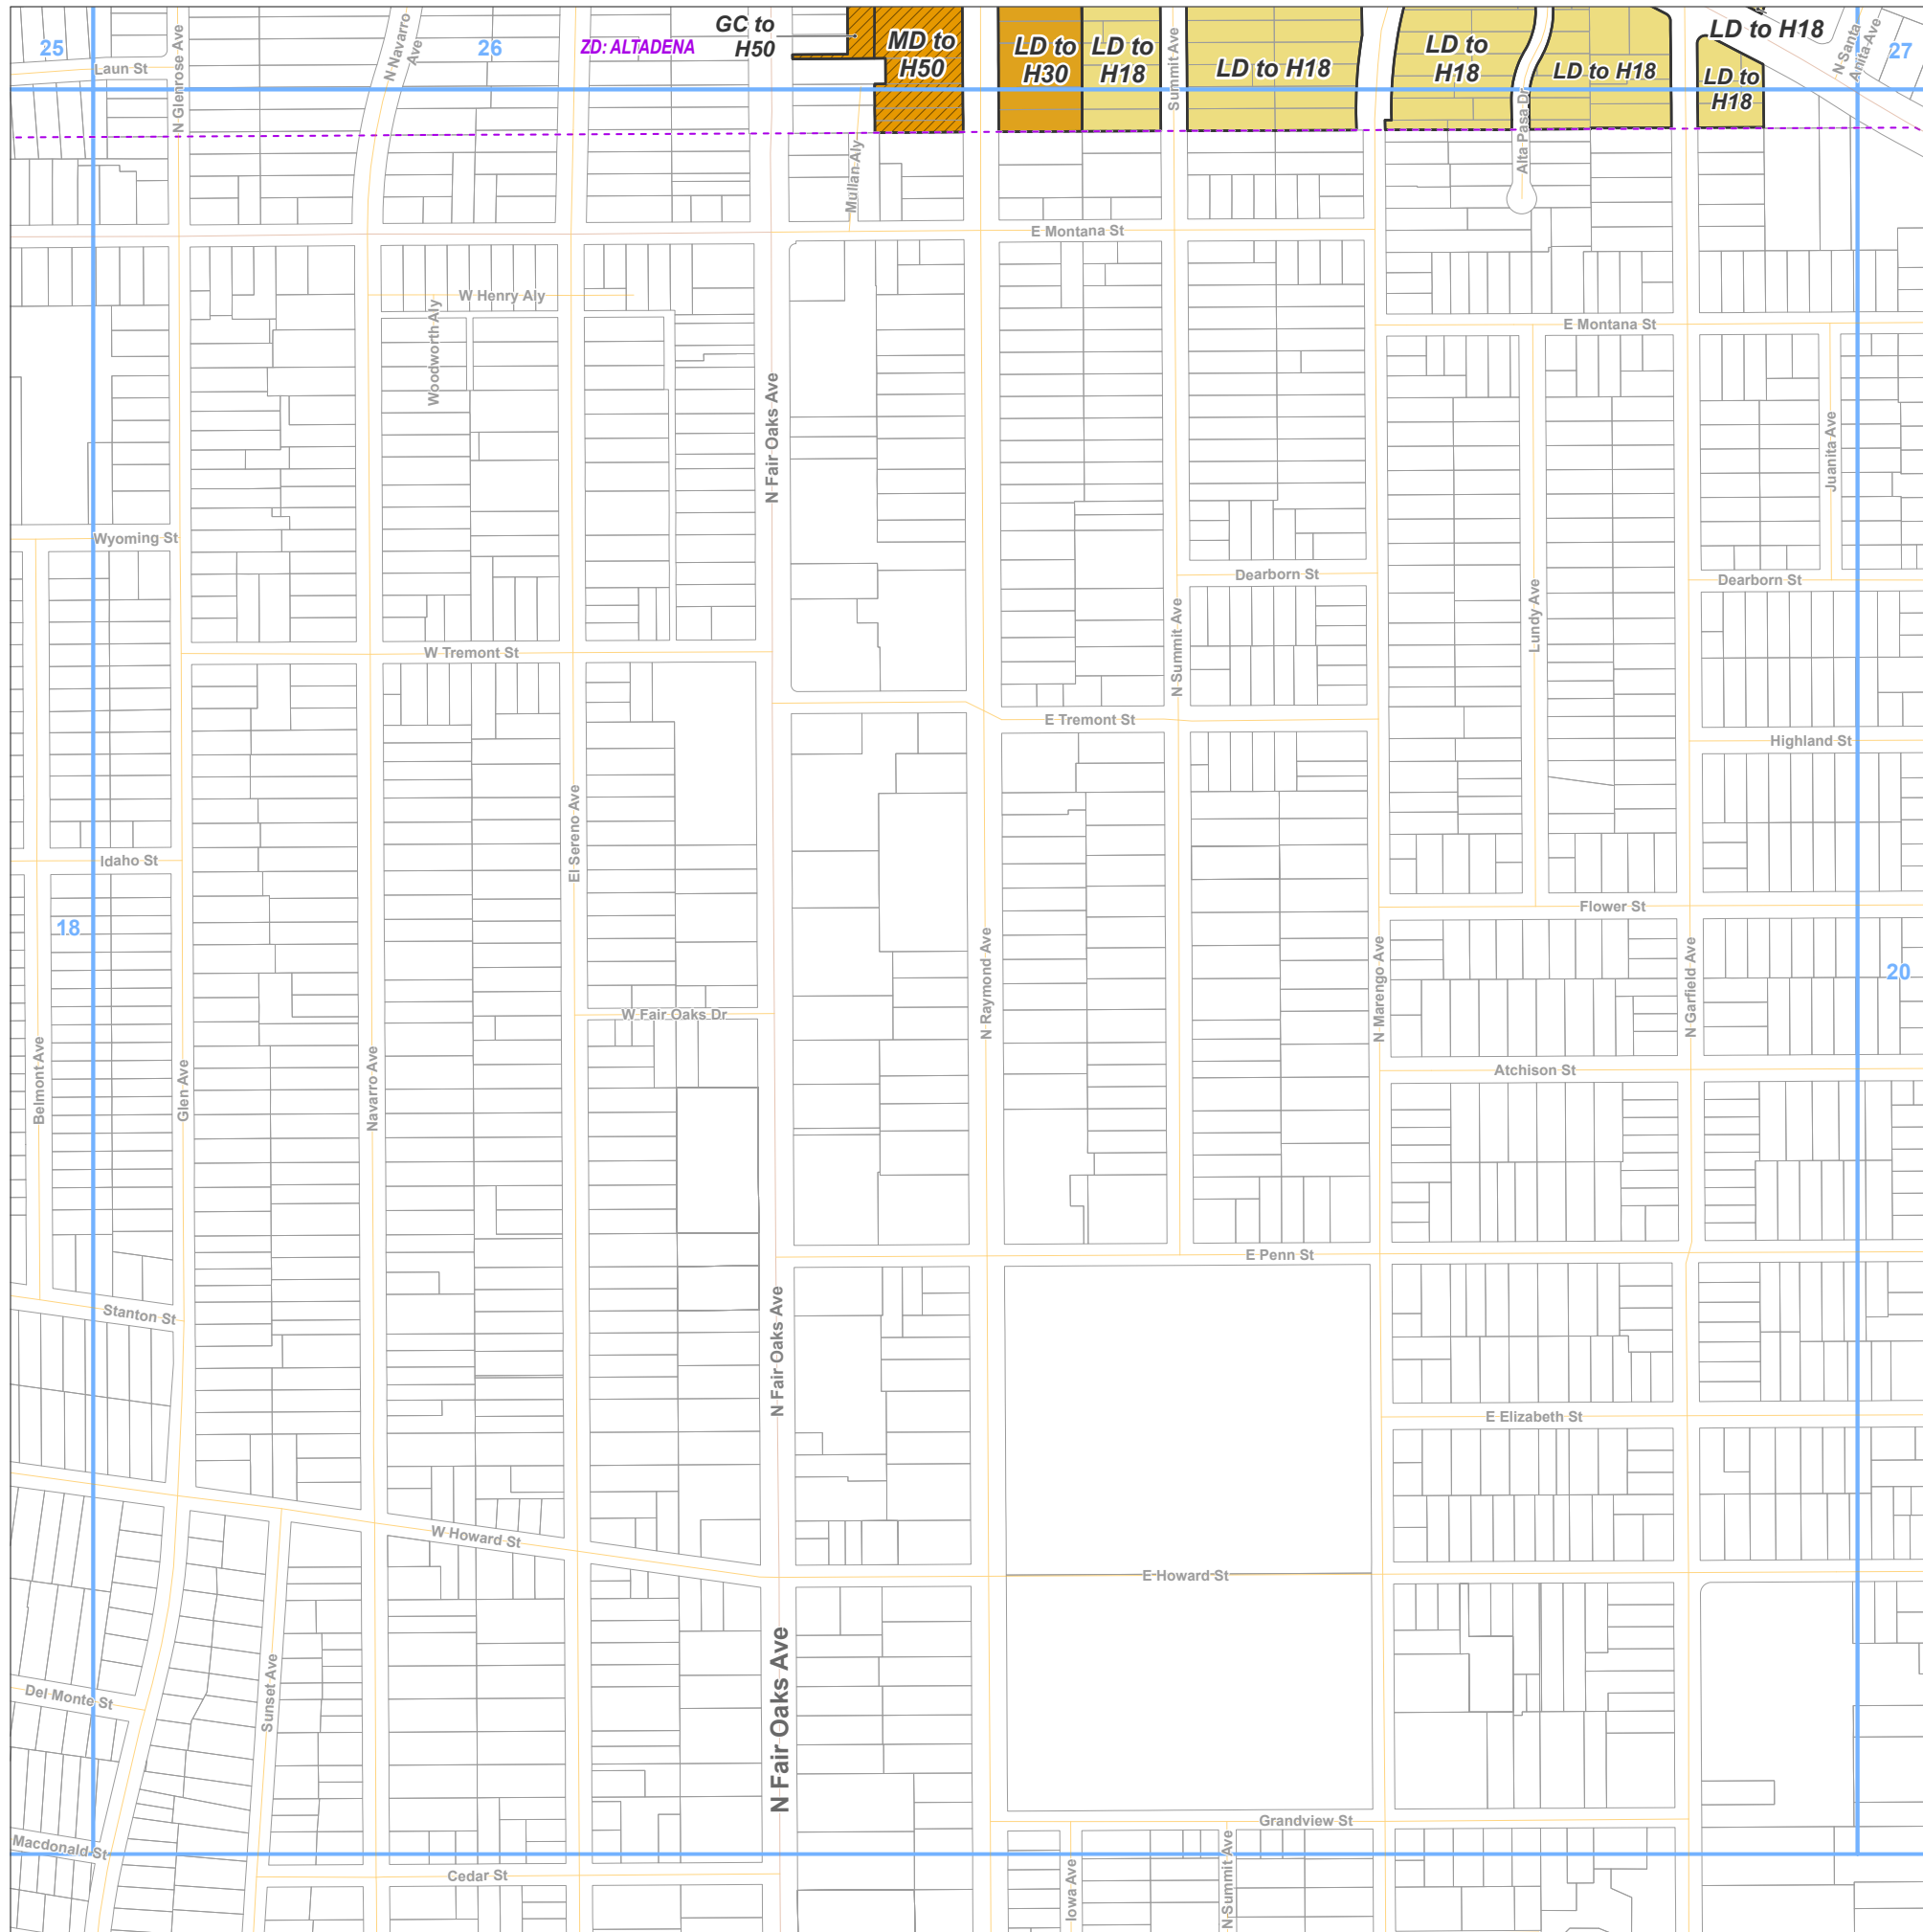 25
26
27
18
20
ZD: ALTADENA
GC to
H50
MD to
H50
LD to
H30
LD to
H18
LD to H18
LD to
H18
LD to H18
LD to H18
LD to
H18
Laun St
N Glenrose Ave
N Navarro
Ave
Summit Ave
Alta Pasa Dr
N Santa
Anita Ave
Mullan Aly
E Montana St
W Henry Aly
Woodworth Aly
E Montana St
N Fair Oaks Ave
Juanita Ave
Wyoming St
Dearborn St
Dearborn St
Lundy Ave
N Summit Ave
W Tremont St
E Tremont St
Highland St
El Sereno Ave
Idaho St
Flower St
N Raymond Ave
N Marengo Ave
N Garfield Ave
W Fair Oaks Dr
Belmont Ave
Glen Ave
Navarro Ave
Atchison St
E Penn St
Stanton St
N Fair Oaks Ave
E Elizabeth St
W Howard St
E Howard St
Sunset Ave
N Fair Oaks Ave
Del Monte St
Macdonald St
Grandview St
Cedar St
Iowa Ave
N Summit Ave